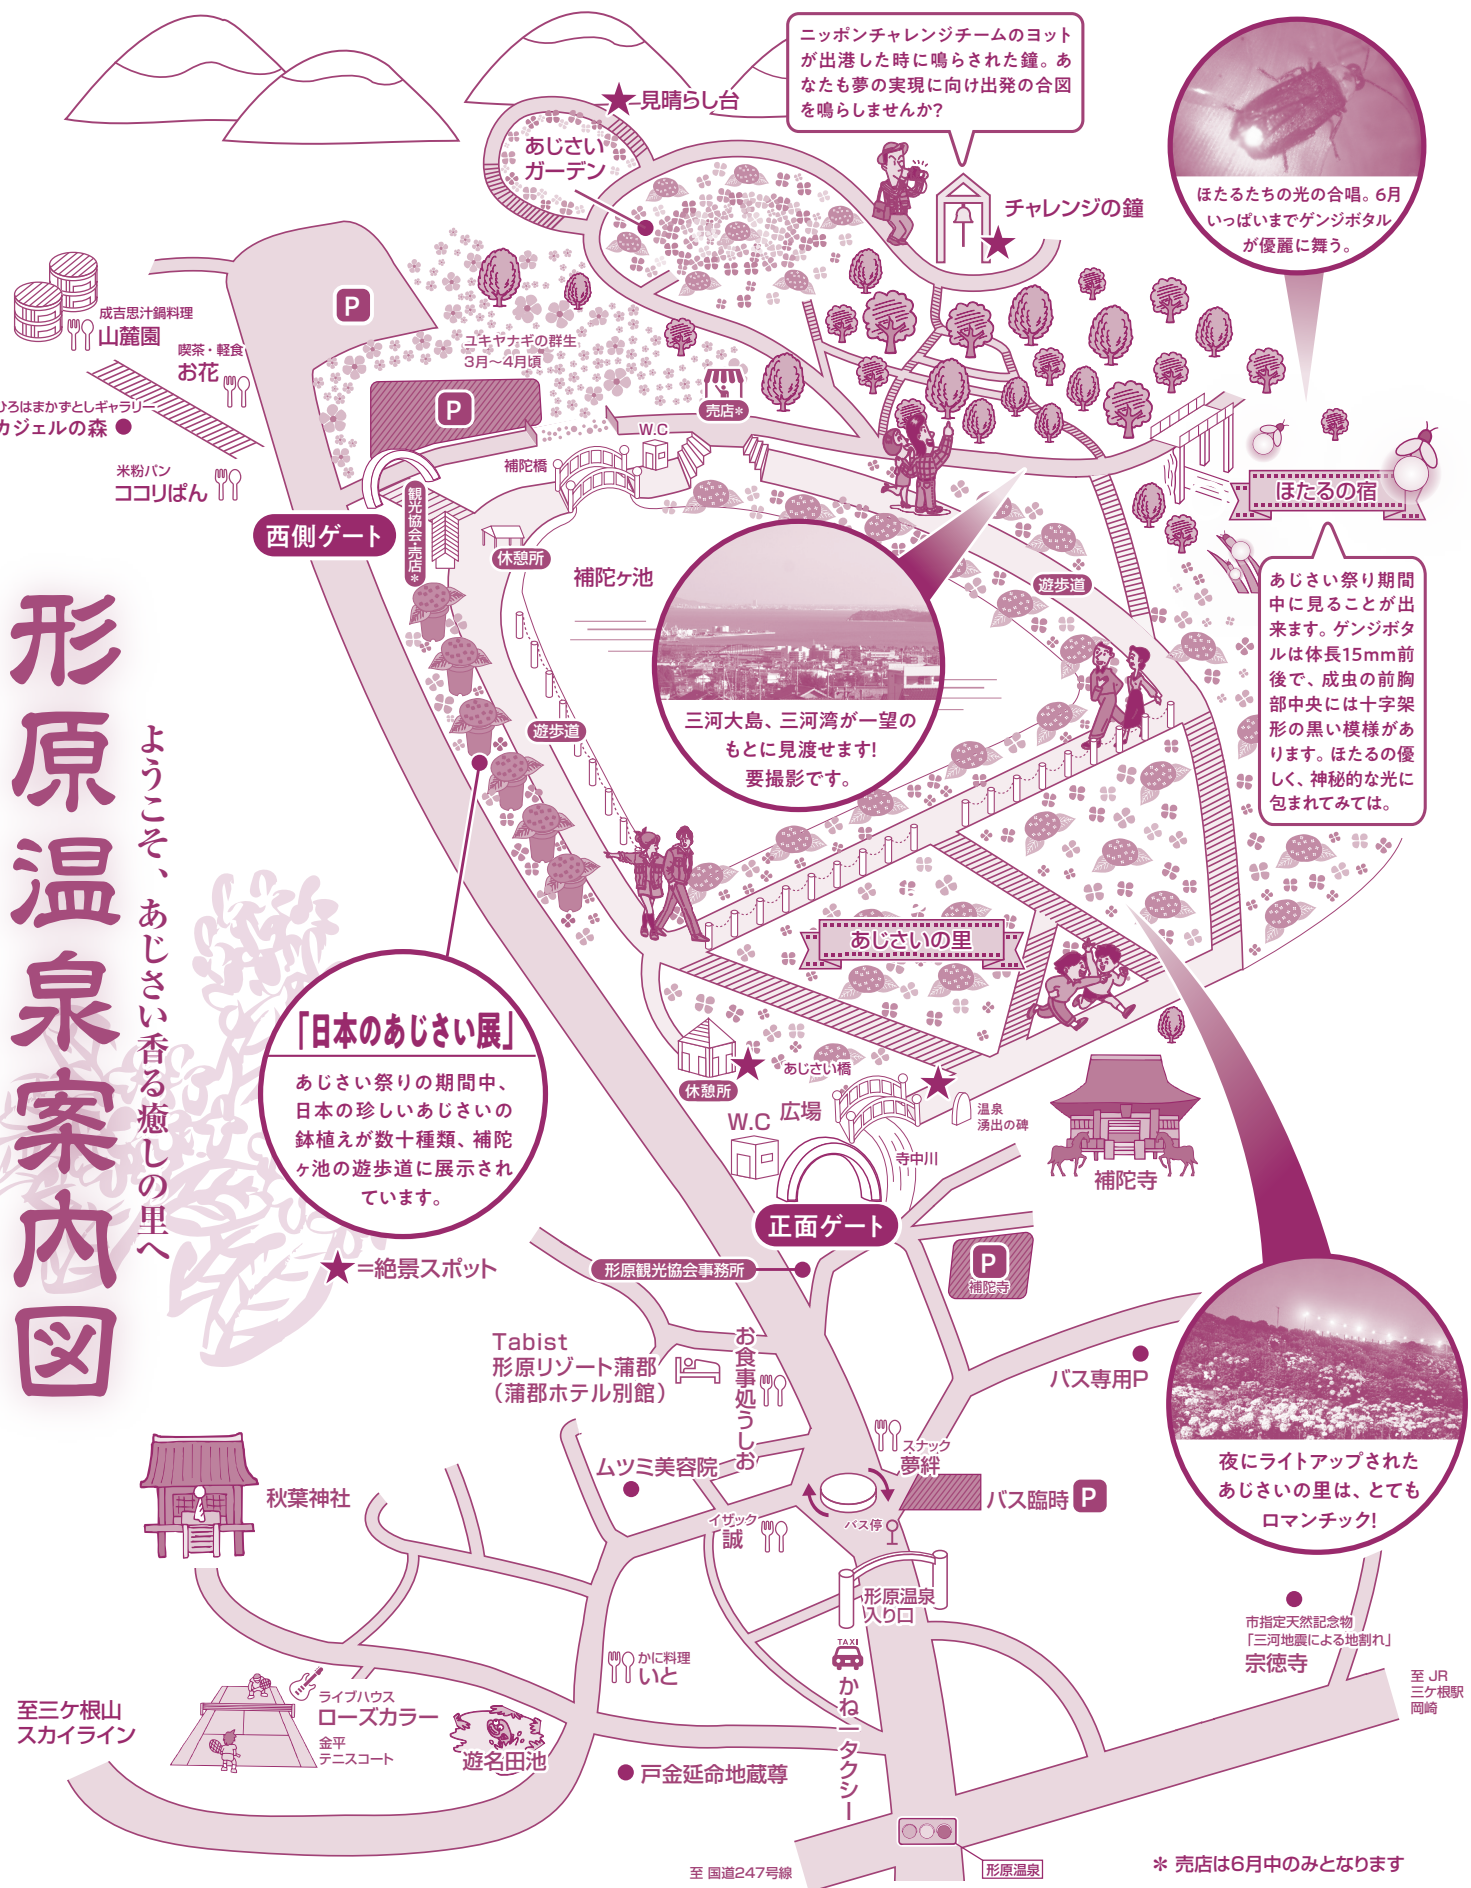 形原温泉案内図
ようこそ、あじさい香る癒しの里へ
ニッポンチャレンジチームのヨット
が出港した時に鳴らされた鐘。あ
なたも夢の実現に向け出発の合図
を鳴らしませんか?
ほたるたちの光の合唱。6月
いっぱいまでゲンジボタル
が優雅に舞う。
見晴らし台
あじさい
ガーデン
チャレンジの鐘
P
成吉思汁鍋料理
山麓園
喫茶・軽食
お花
ひろはまかずとしギャラリー
カジェルの森
米粉パン
ココリぱん
ユキヤナギの群生
3月〜4月頃
P
売店*
W.C
補陀橋
西側ゲート
観光協会・売店*
休憩所
補陀ヶ池
遊歩道
遊歩道
ほたるの宿
あじさい祭り期間
中に見ることが出
来ます。ゲンジボタ
ルは体長15mm前
後で、成虫の前胸
部中央には十字架
形の黒い模様があ
ります。ほたるの優
しく、神秘的な光に
包まれてみては。
三河大島、三河湾が一望の
もとに見渡せます!
要撮影です。
あじさいの里
「日本のあじさい展」
あじさい祭りの期間中、
日本の珍しいあじさいの
鉢植えが数十種類、補陀
ヶ池の遊歩道に展示され
ています。
★=絶景スポット
休憩所
あじさい橋
広場
W.C
温泉
湧出の碑
寺中川
補陀寺
正面ゲート
P
補陀寺
形原観光協会事務所
Tabist
形原リゾート蒲郡
(蒲郡ホテル別館)
お食事処うしお
バス専用P
スナック
夢絆
バス臨時 P
バス停
夜にライトアップされた
あじさいの里は、とても
ロマンチック!
秋葉神社
ムツミ美容院
イザック
誠
形原温泉
入り口
TAXI
かね一タクシー
かに料理
いと
市指定天然記念物
「三河地震による地割れ」
宗徳寺
至 JR
三ケ根駅
岡崎
至三ケ根山
スカイライン
ライブハウス
ローズカラー
金平
テニスコート
遊名田池
戸金延命地蔵尊
至 国道247号線
形原温泉
* 売店は6月中のみとなります